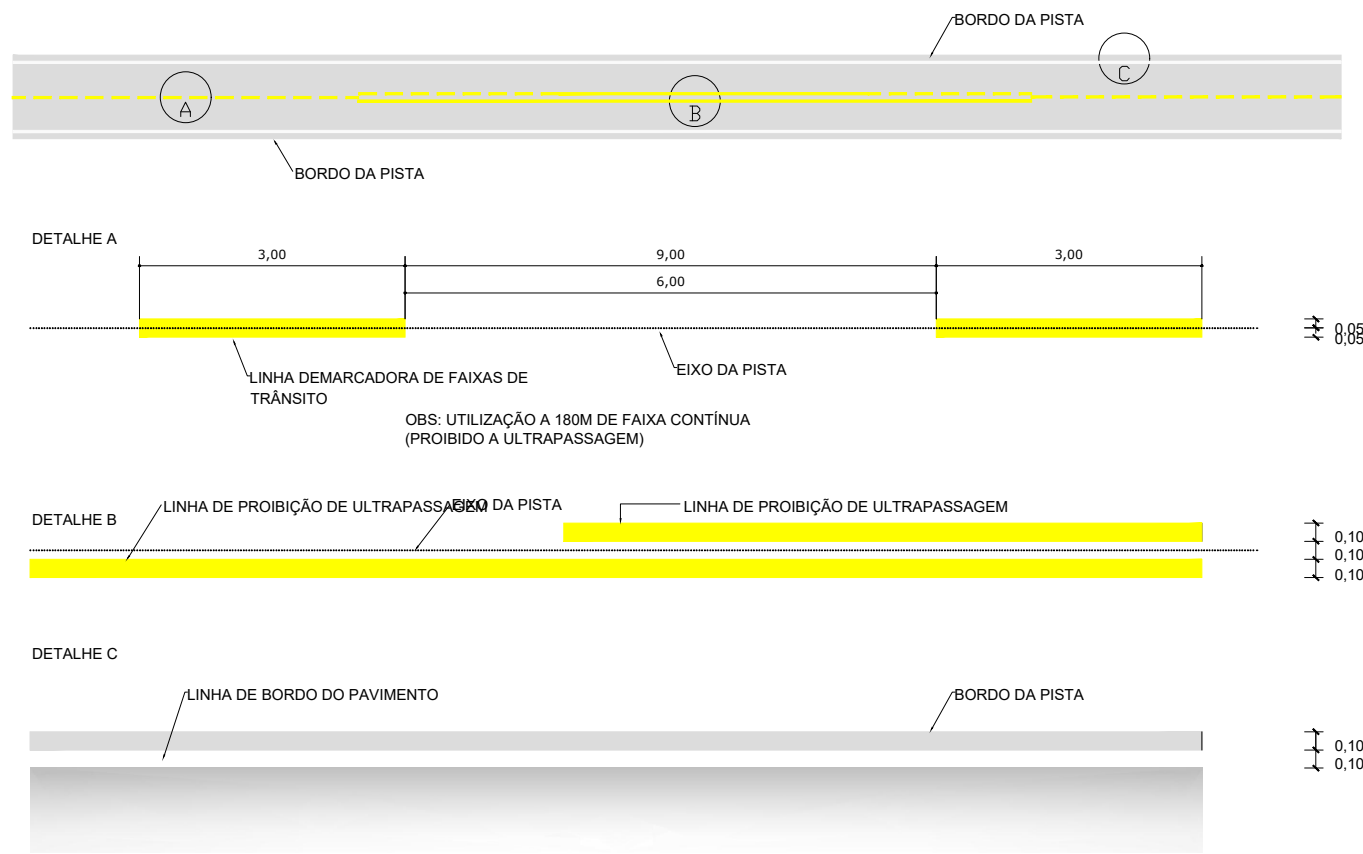 BORDO DA PISTA
C
A
B
BORDO DA PISTA
DETALHE A
3,00
9,00
3,00
6,00
0,05
0,05
EIXO DA PISTA
LINHA DEMARCADORA DE FAIXAS DE
TRÂNSITO
OBS: UTILIZAÇÃO A 180M DE FAIXA CONTÍNUA
(PROIBIDO A ULTRAPASSAGEM)
DETALHE B
LINHA DE PROIBIÇÃO DE ULTRAPASSAGEM
EIXO DA PISTA
LINHA DE PROIBIÇÃO DE ULTRAPASSAGEM
0,10
0,10
0,10
DETALHE C
LINHA DE BORDO DO PAVIMENTO
BORDO DA PISTA
0,10
0,10